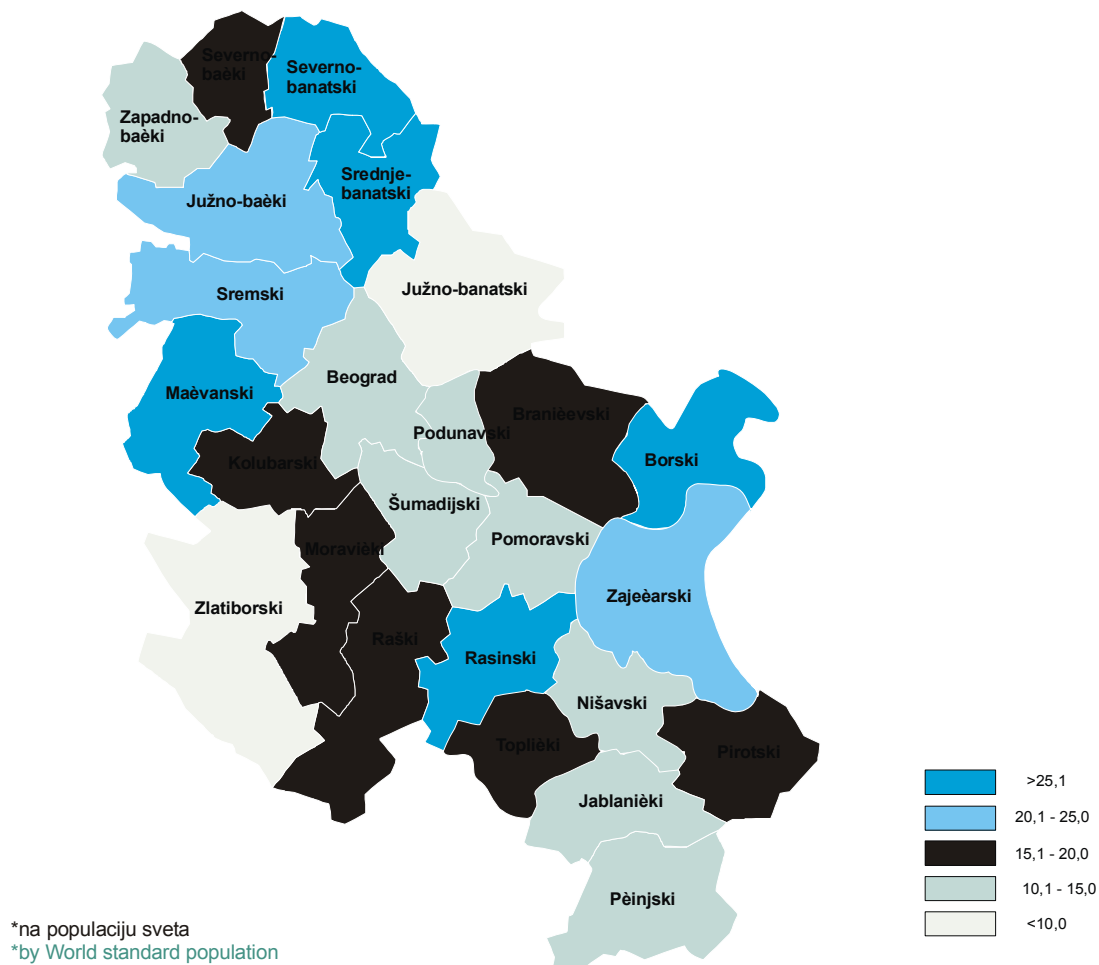 Severno-
baèki
Severno-
banatski
Zapadno-
baèki
Srednje-
banatski
Južno-baèki
Južno-banatski
Sremski
Beograd
Maèvanski
Branièevski
Podunavski
Kolubarski
Borski
Šumadijski
Pomoravski
Moravièki
Zajeèarski
Zlatiborski
Raški
Rasinski
Nišavski
Toplièki
Pirotski
Jablanièki
Pèinjski
>25,1
20,1 - 25,0
15,1 - 20,0
10,1 - 15,0
<10,0
*na populaciju sveta
*by World standard population